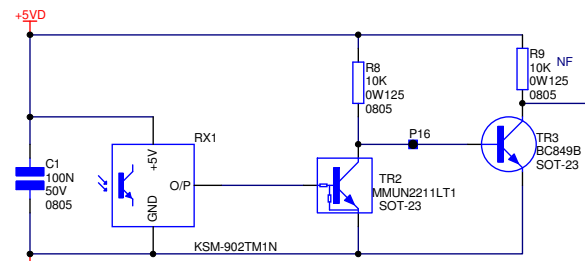 +5VD
R8
10K
0W125
0805
R9
10K
0W125
0805
NF
P16
TR3
BC849B
SOT-23
C1
100N
50V
0805
RX1
+5V
O/P
GND
TR2
MMUN2211LT1
SOT-23
KSM-902TM1N